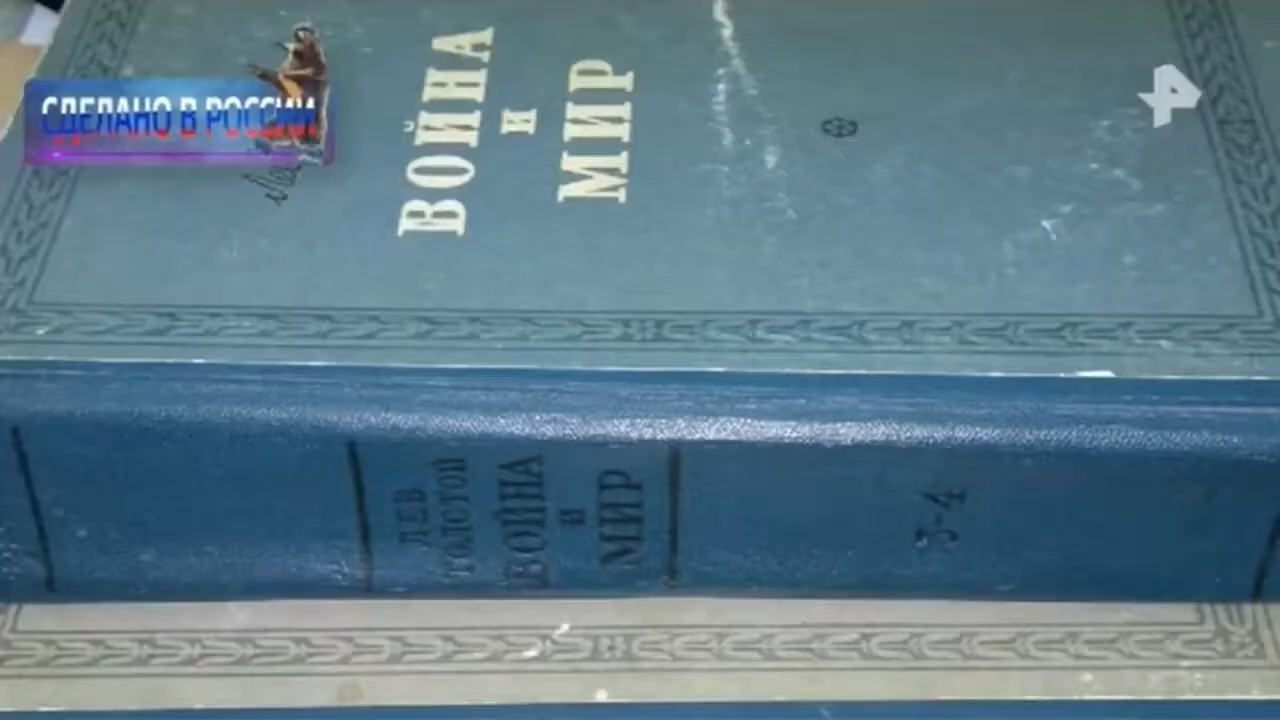 СДЕЛАНО В РОССИИ
ВОЙНА
и
МИР
ЛЕВ
ТОЛСТОЙ
ВОЙНА
и
МИР
3-4